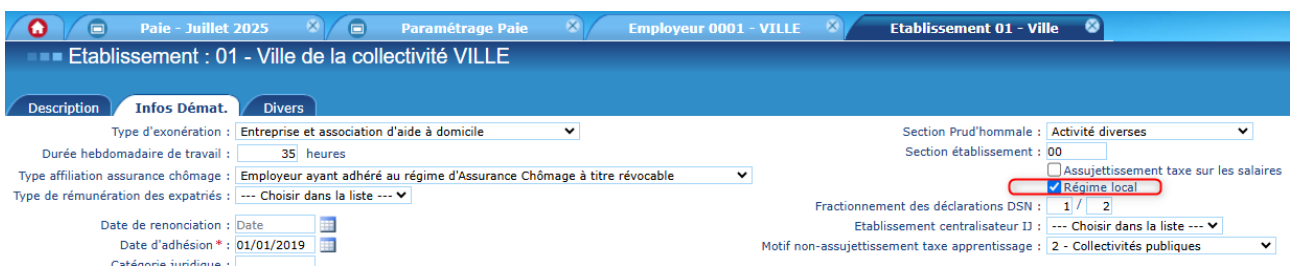 Paie - Juillet 2025
Paramétrage Paie
Employeur 0001 - VILLE
Etablissement 01 - Ville
Etablissement : 01 - Ville de la collectivité VILLE
Description
Infos Démat.
Divers
Type d'exonération : Entreprise et association d'aide à domicile
Section Prud'hommale : Activité diverses
Durée hebdomadaire de travail : 35 heures
Section établissement : 00
Type affiliation assurance chômage : Employeur ayant adhéré au régime d'Assurance Chômage à titre révocable
Assujettissement taxe sur les salaires
Type de rémunération des expatriés : --- Choisir dans la liste ---
Régime local
Fractionnement des déclarations DSN : 1 / 2
Date de renonciation : Date
Etablissement centralisateur IJ : --- Choisir dans la liste ---
Date d'adhésion * : 01/01/2019
Motif non-assujettissement taxe apprentissage : 2 - Collectivités publiques
Catégorie juridique :